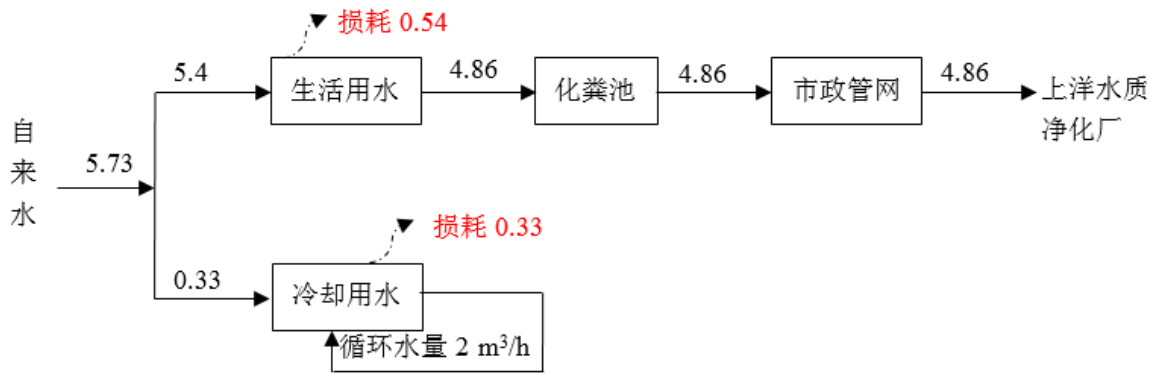 损耗 0.54
5.4
生活用水
4.86
化粪池
4.86
市政管网
4.86
上洋水质
净化厂
自
来
水
5.73
损耗 0.33
0.33
冷却用水
循环水量 2 m³/h